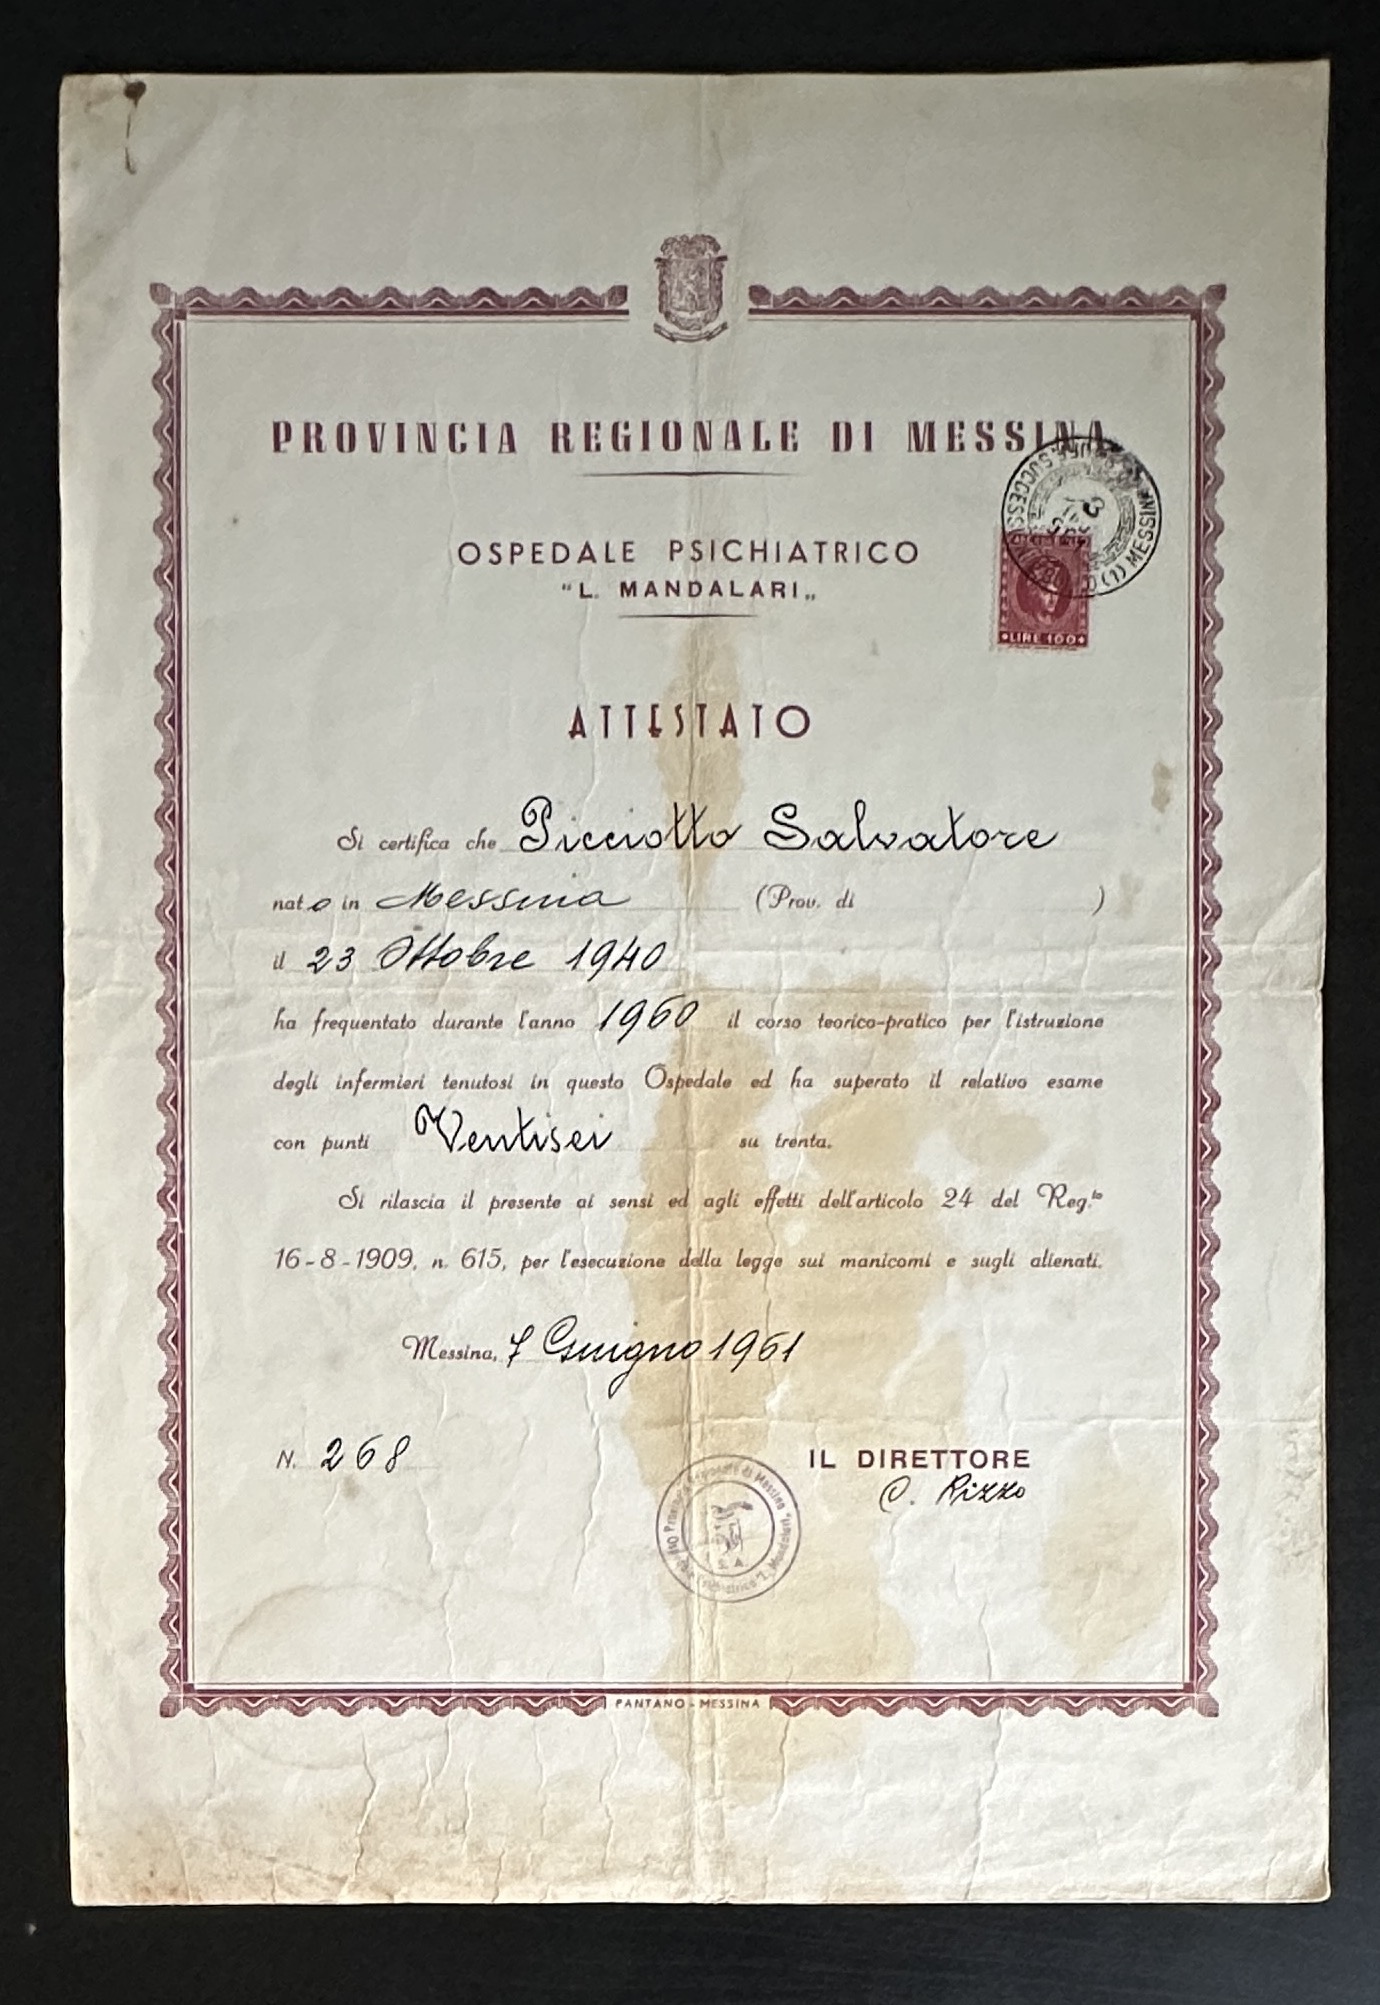 PROVINCIA REGIONALE DI MESSINA
OSPEDALE PSICHIATRICO
"L. MANDALARI„
LIRE 100
(1) MESSINA
ATTESTATO
Si certifica che Picciotto Salvatore
nato in Messina (Prov. di )
il 23 Ottobre 1940
ha frequentato durante l'anno 1960 il corso teorico-pratico per l'istruzione
degli infermieri tenutosi in questo Ospedale ed ha superato il relativo esame
con punti Ventisei su trenta.
Si rilascia il presente ai sensi ed agli effetti dell'articolo 24 del Reg.to
16-8-1909, n. 615, per l'esecuzione della legge sui manicomi e sugli alienati.
Messina, 7 Giugno 1961
N. 268
IL DIRETTORE
C. Rizzo
PANTANO - MESSINA